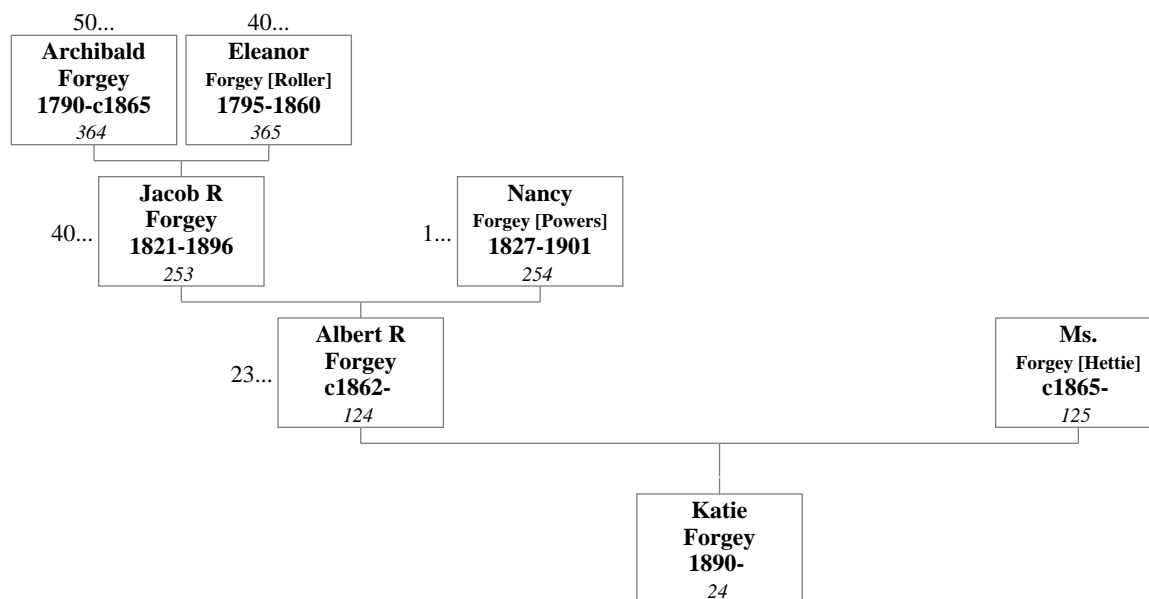 50...
40...
Archibald
Forgey
1790-c1865
364
Eleanor
Forgey [Roller]
1795-1860
365
40...
Jacob R
Forgey
1821-1896
253
1...
Nancy
Forgey [Powers]
1827-1901
254
23...
Albert R
Forgey
c1862-
124
Ms.
Forgey [Hettie]
c1865-
125
Katie
Forgey
1890-
24